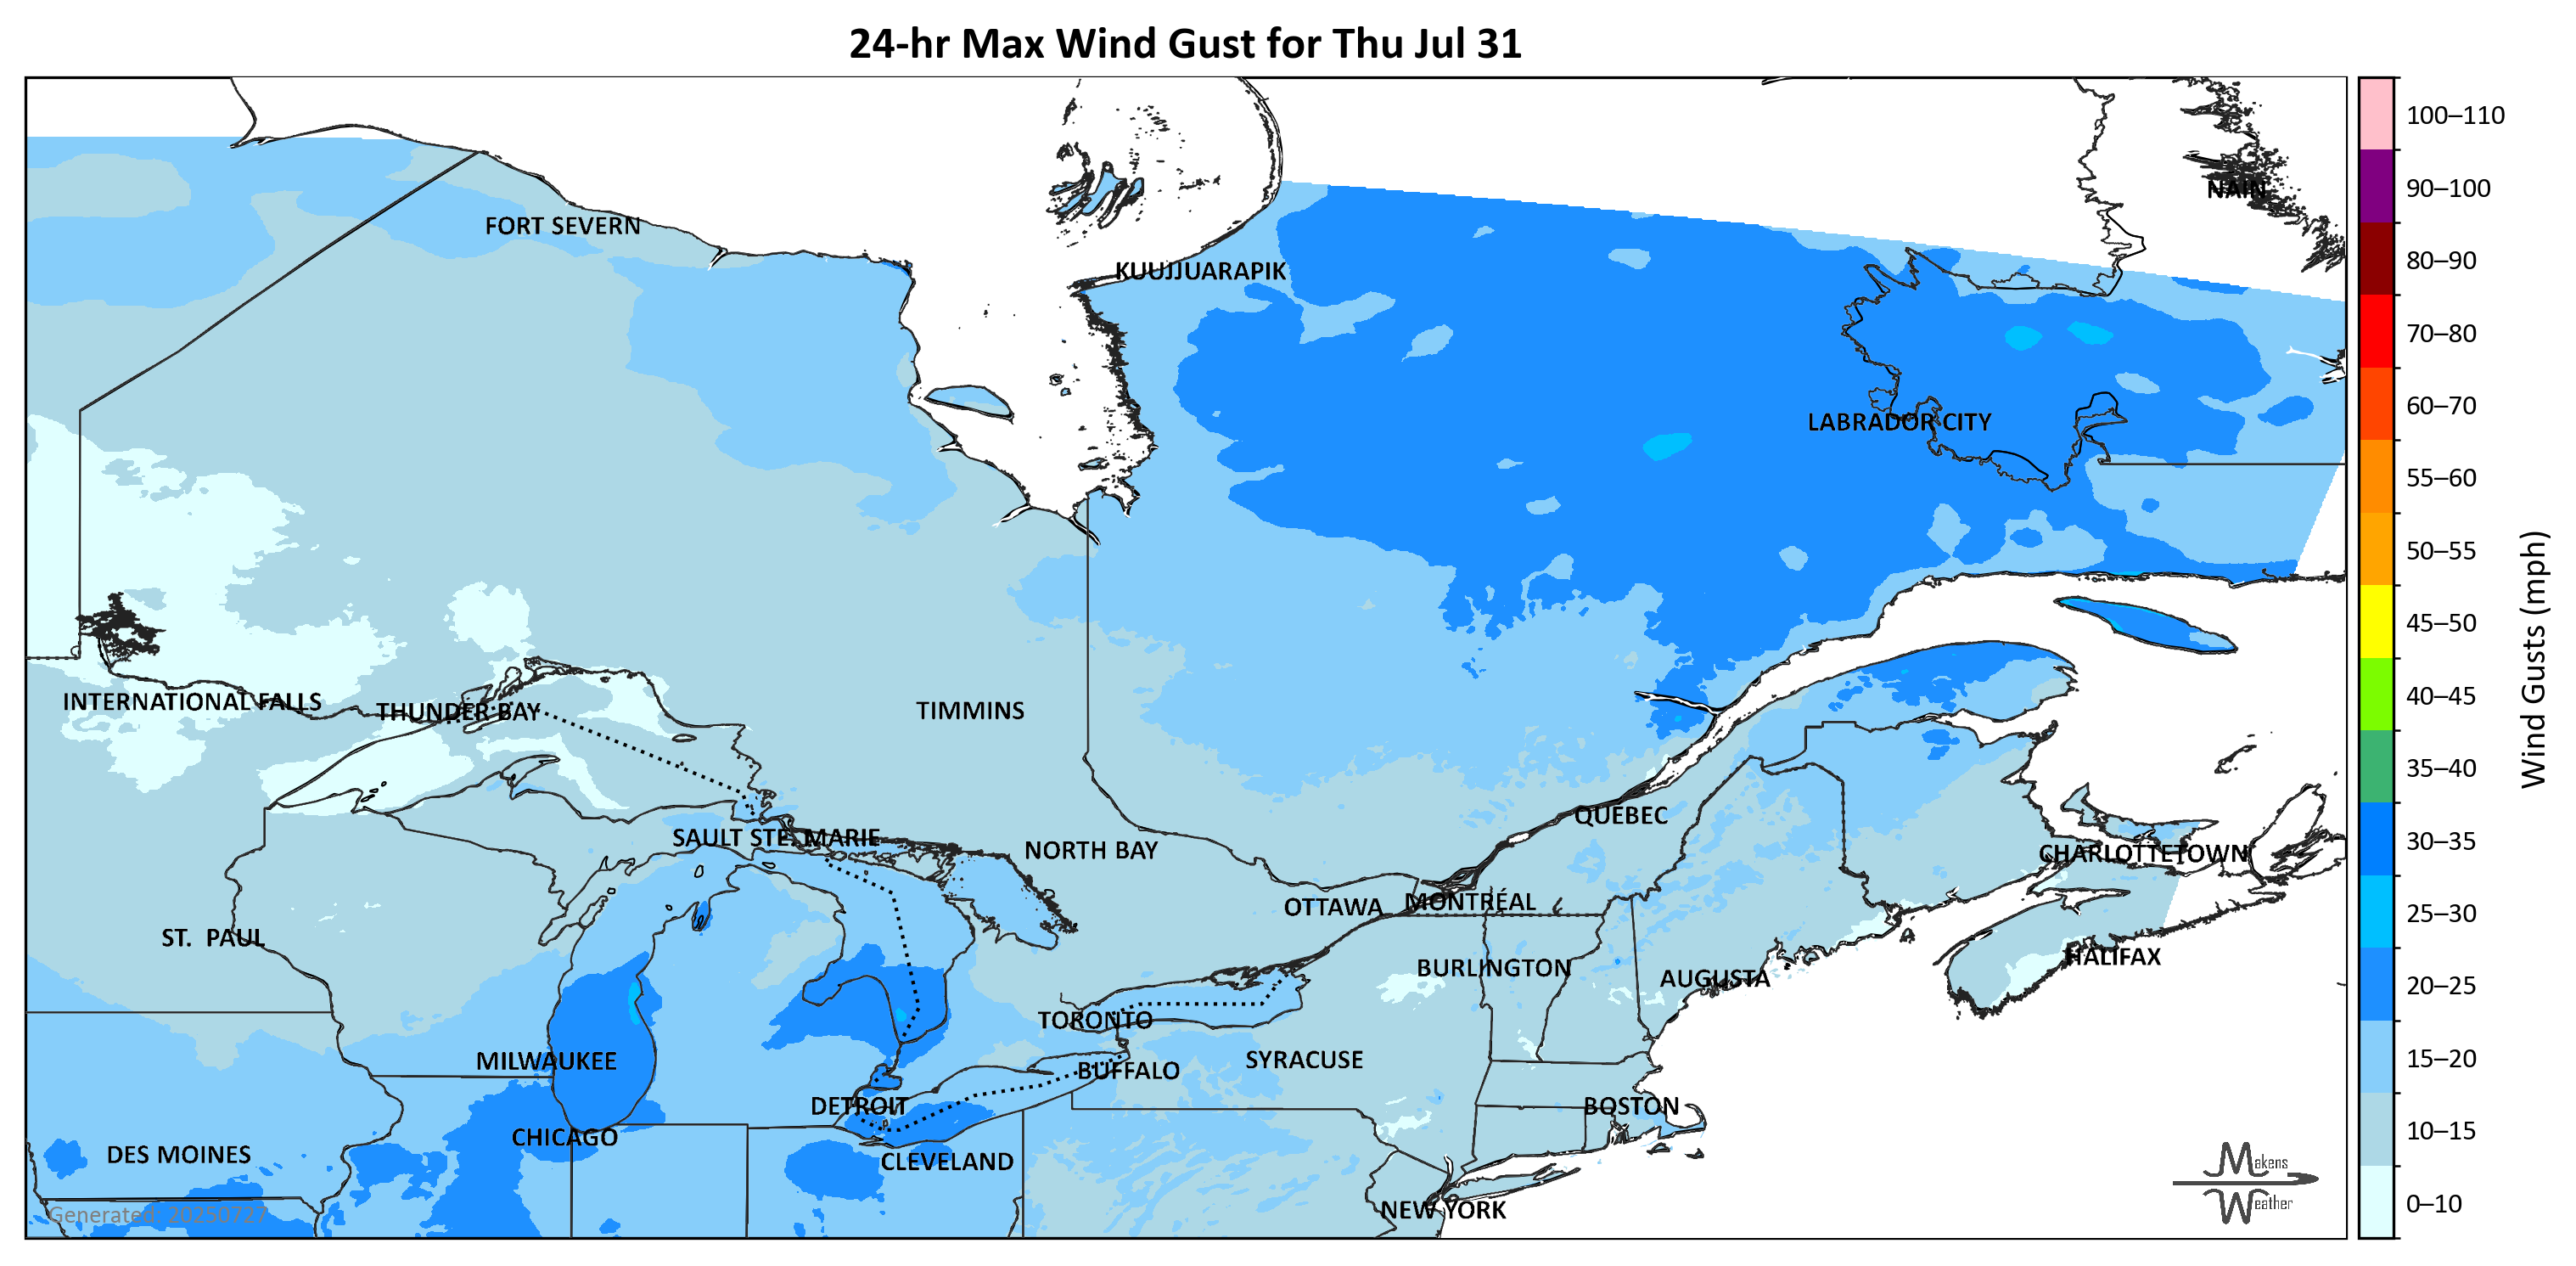 24-hr Max Wind Gust for Thu Jul 31
100–110
90–100
NAIN
80–90
FORT SEVERN
KUUJJUARAPIK
70–80
60–70
LABRADOR CITY
55–60
50–55
45–50
INTERNATIONAL FALLS
THUNDER BAY
TIMMINS
40–45
Wind Gusts (mph)
35–40
QUEBEC
SAULT STE. MARIE
NORTH BAY
CHARLOTTETOWN
30–35
OTTAWA
MONTRÉAL
25–30
ST. PAUL
BURLINGTON
AUGUSTA
HALIFAX
20–25
TORONTO
MILWAUKEE
SYRACUSE
15–20
BUFFALO
DETROIT
BOSTON
CHICAGO
10–15
DES MOINES
CLEVELAND
Makens
Weather
0–10
NEW YORK
Generated: 20250727